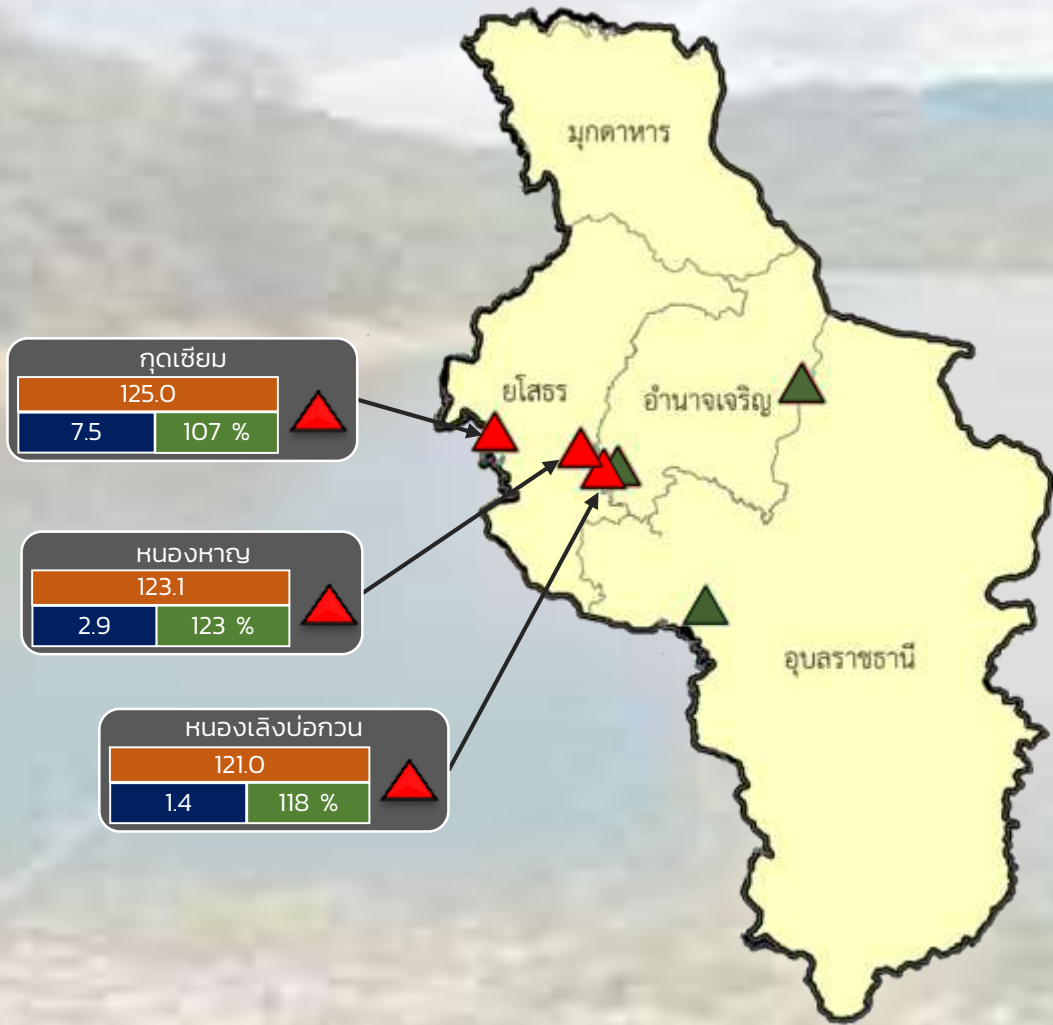 มุกดาหาร
กุดเซียม
125.0
7.5 107 %
ยโสธร
อำนาจเจริญ
หนองหาญ
123.1
2.9 123 %
อุบลราชธานี
หนองเลิงบ่อกวน
121.0
1.4 118 %